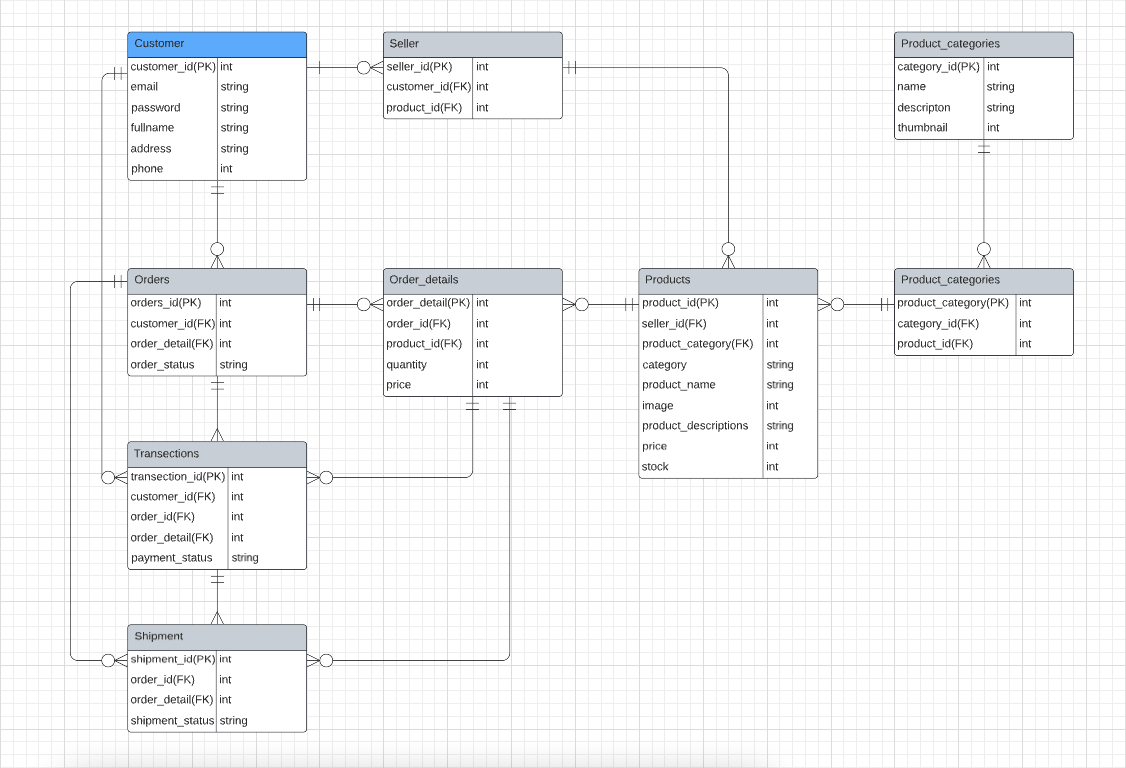 Customer
customer_id(PK) int
email string
password string
fullname string
address string
phone int
Seller
seller_id(PK) int
customer_id(FK) int
product_id(FK) int
Product_categories
category_id(PK) int
name string
descripton string
thumbnail int
Orders
orders_id(PK) int
customer_id(FK) int
order_detail(FK) int
order_status string
Order_details
order_detail(PK) int
order_id(FK) int
product_id(FK) int
quantity int
price int
Products
product_id(PK) int
seller_id(FK) int
product_category(FK) int
category string
product_name string
image int
product_descriptions string
price int
stock int
Product_categories
product_category(PK) int
category_id(FK) int
product_id(FK) int
Transections
transection_id(PK) int
customer_id(FK) int
order_id(FK) int
order_detail(FK) int
payment_status string
Shipment
shipment_id(PK) int
order_id(FK) int
order_detail(FK) int
shipment_status string